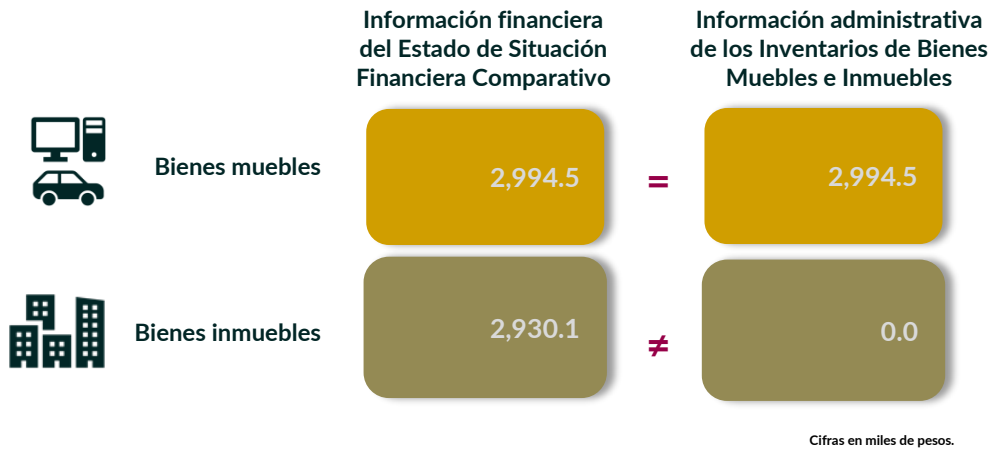 Información financiera
del Estado de Situación
Financiera Comparativo
Información administrativa
de los Inventarios de Bienes
Muebles e Inmuebles
Bienes muebles
2,994.5
=
2,994.5
Bienes inmuebles
2,930.1
≠
0.0
Cifras en miles de pesos.